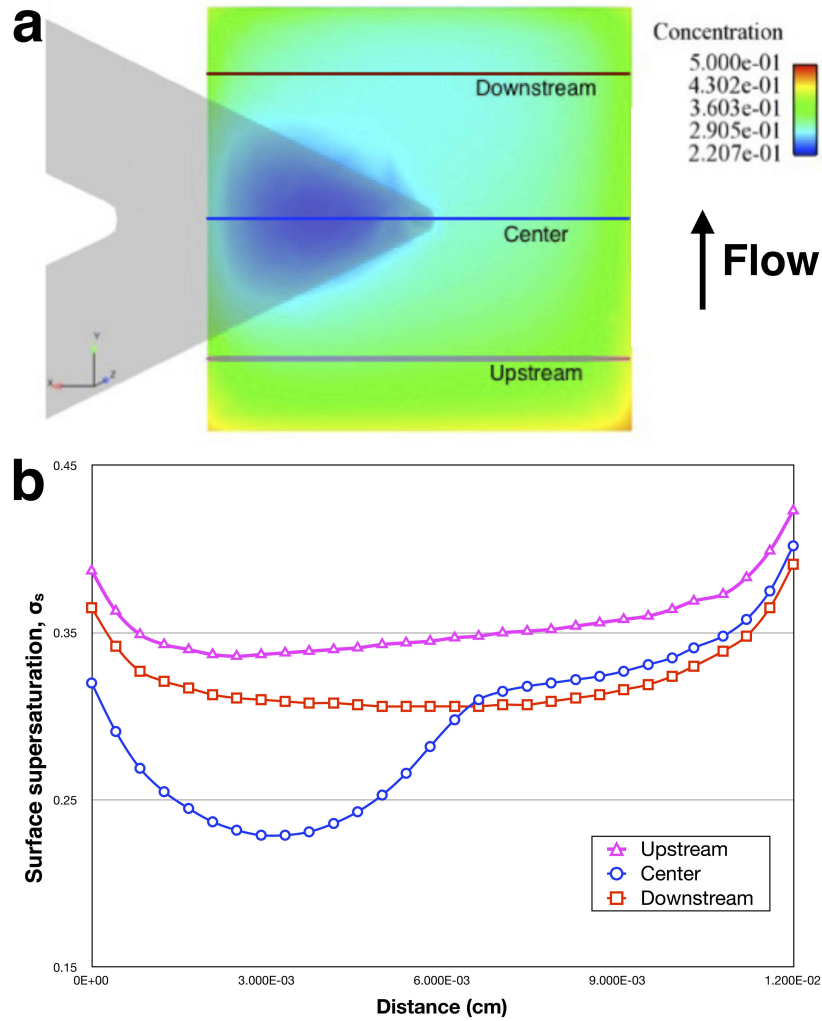 a
Concentration
5.000e-01
4.302e-01
3.603e-01
2.905e-01
2.207e-01
Downstream
Center
Flow
Upstream
Y
X
Z
b
0.45
0.35
0.25
0.15
Surface supersaturation, σs
Upstream
Center
Downstream
0E+00
3.000E-03
6.000E-03
9.000E-03
1.200E-02
Distance (cm)